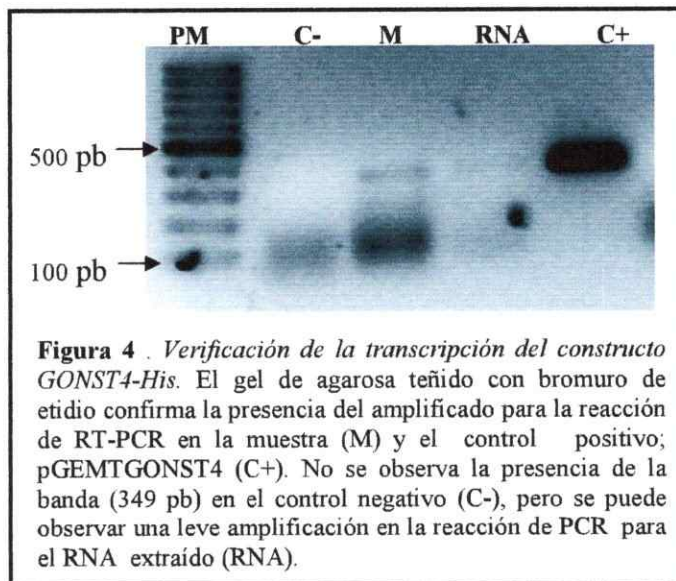 PM C- M RNA C+
500 pb
100 pb
Figura 4 . Verificación de la transcripción del constructo
GONST4-His. El gel de agarosa teñido con bromuro de
etidio confirma la presencia del amplificado para la reacción
de RT-PCR en la muestra (M) y el control positivo;
pGEMTGONST4 (C+). No se observa la presencia de la
banda (349 pb) en el control negativo (C-), pero se puede
observar una leve amplificación en la reacción de PCR para
el RNA extraído (RNA).